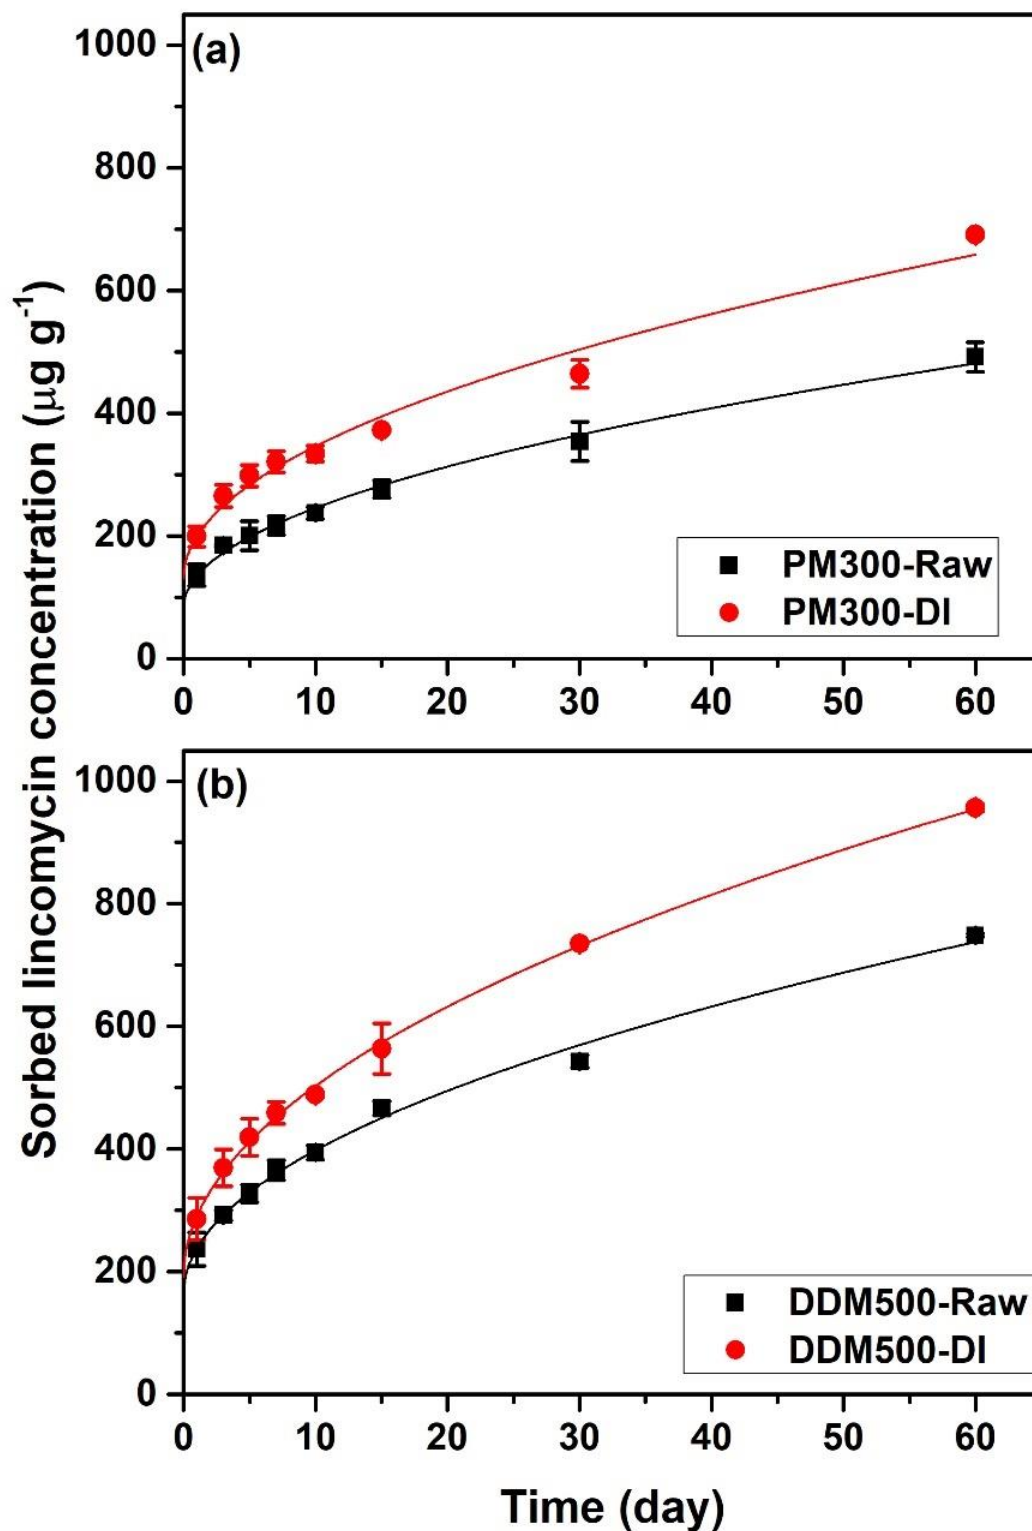 Sorbed lincomycin concentration (μg g⁻¹)
(a)
1000
800
600
400
200
0
PM300-Raw
PM300-DI
0 10 20 30 40 50 60
(b)
1000
800
600
400
200
0
DDM500-Raw
DDM500-DI
0 10 20 30 40 50 60
Time (day)